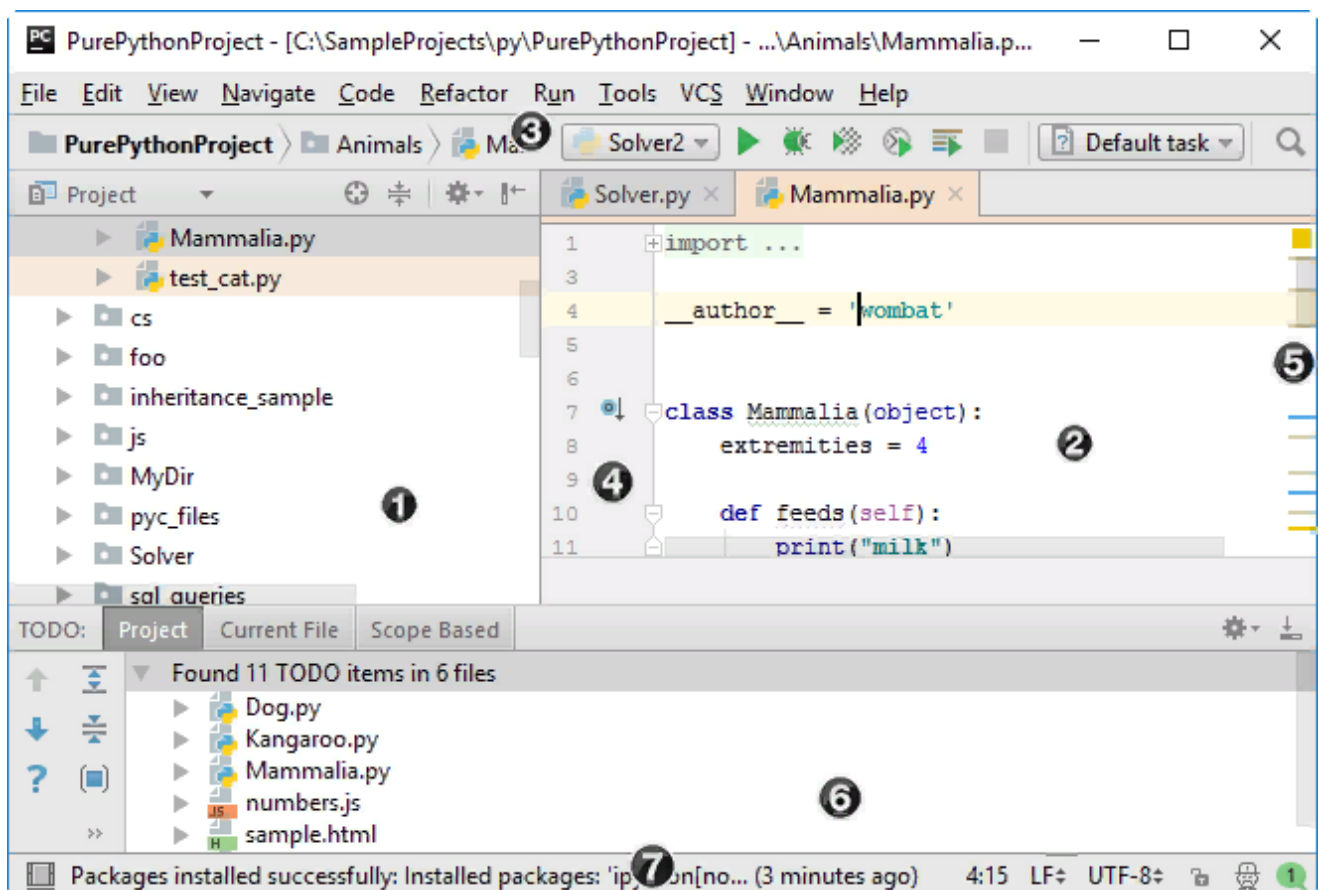 PC PurePythonProject - [C:\SampleProjects\py\PurePythonProject] - ...\Animals\Mammalia.p...
File Edit View Navigate Code Refactor Run Tools VCS Window Help
PurePythonProject Animals Ma 3 Solver2 Default task
Project Solver.py Mammalia.py
Mammalia.py
test_cat.py
cs
foo
inheritance_sample
js
MyDir
pyc_files
Solver
sql_queries
1
1 import ...
3
4 __author__ = 'wombat'
5
5
6
7 class Mammalia(object):
8 extremities = 4
2
9
4
10 def feeds(self):
11 print("milk")
TODO: Project Current File Scope Based
Found 11 TODO items in 6 files
Dog.py
Kangaroo.py
Mammalia.py
JS numbers.js
H sample.html
6
Packages installed successfully: Installed packages: 'ip 7 on[no... (3 minutes ago) 4:15 LF UTF-8 1